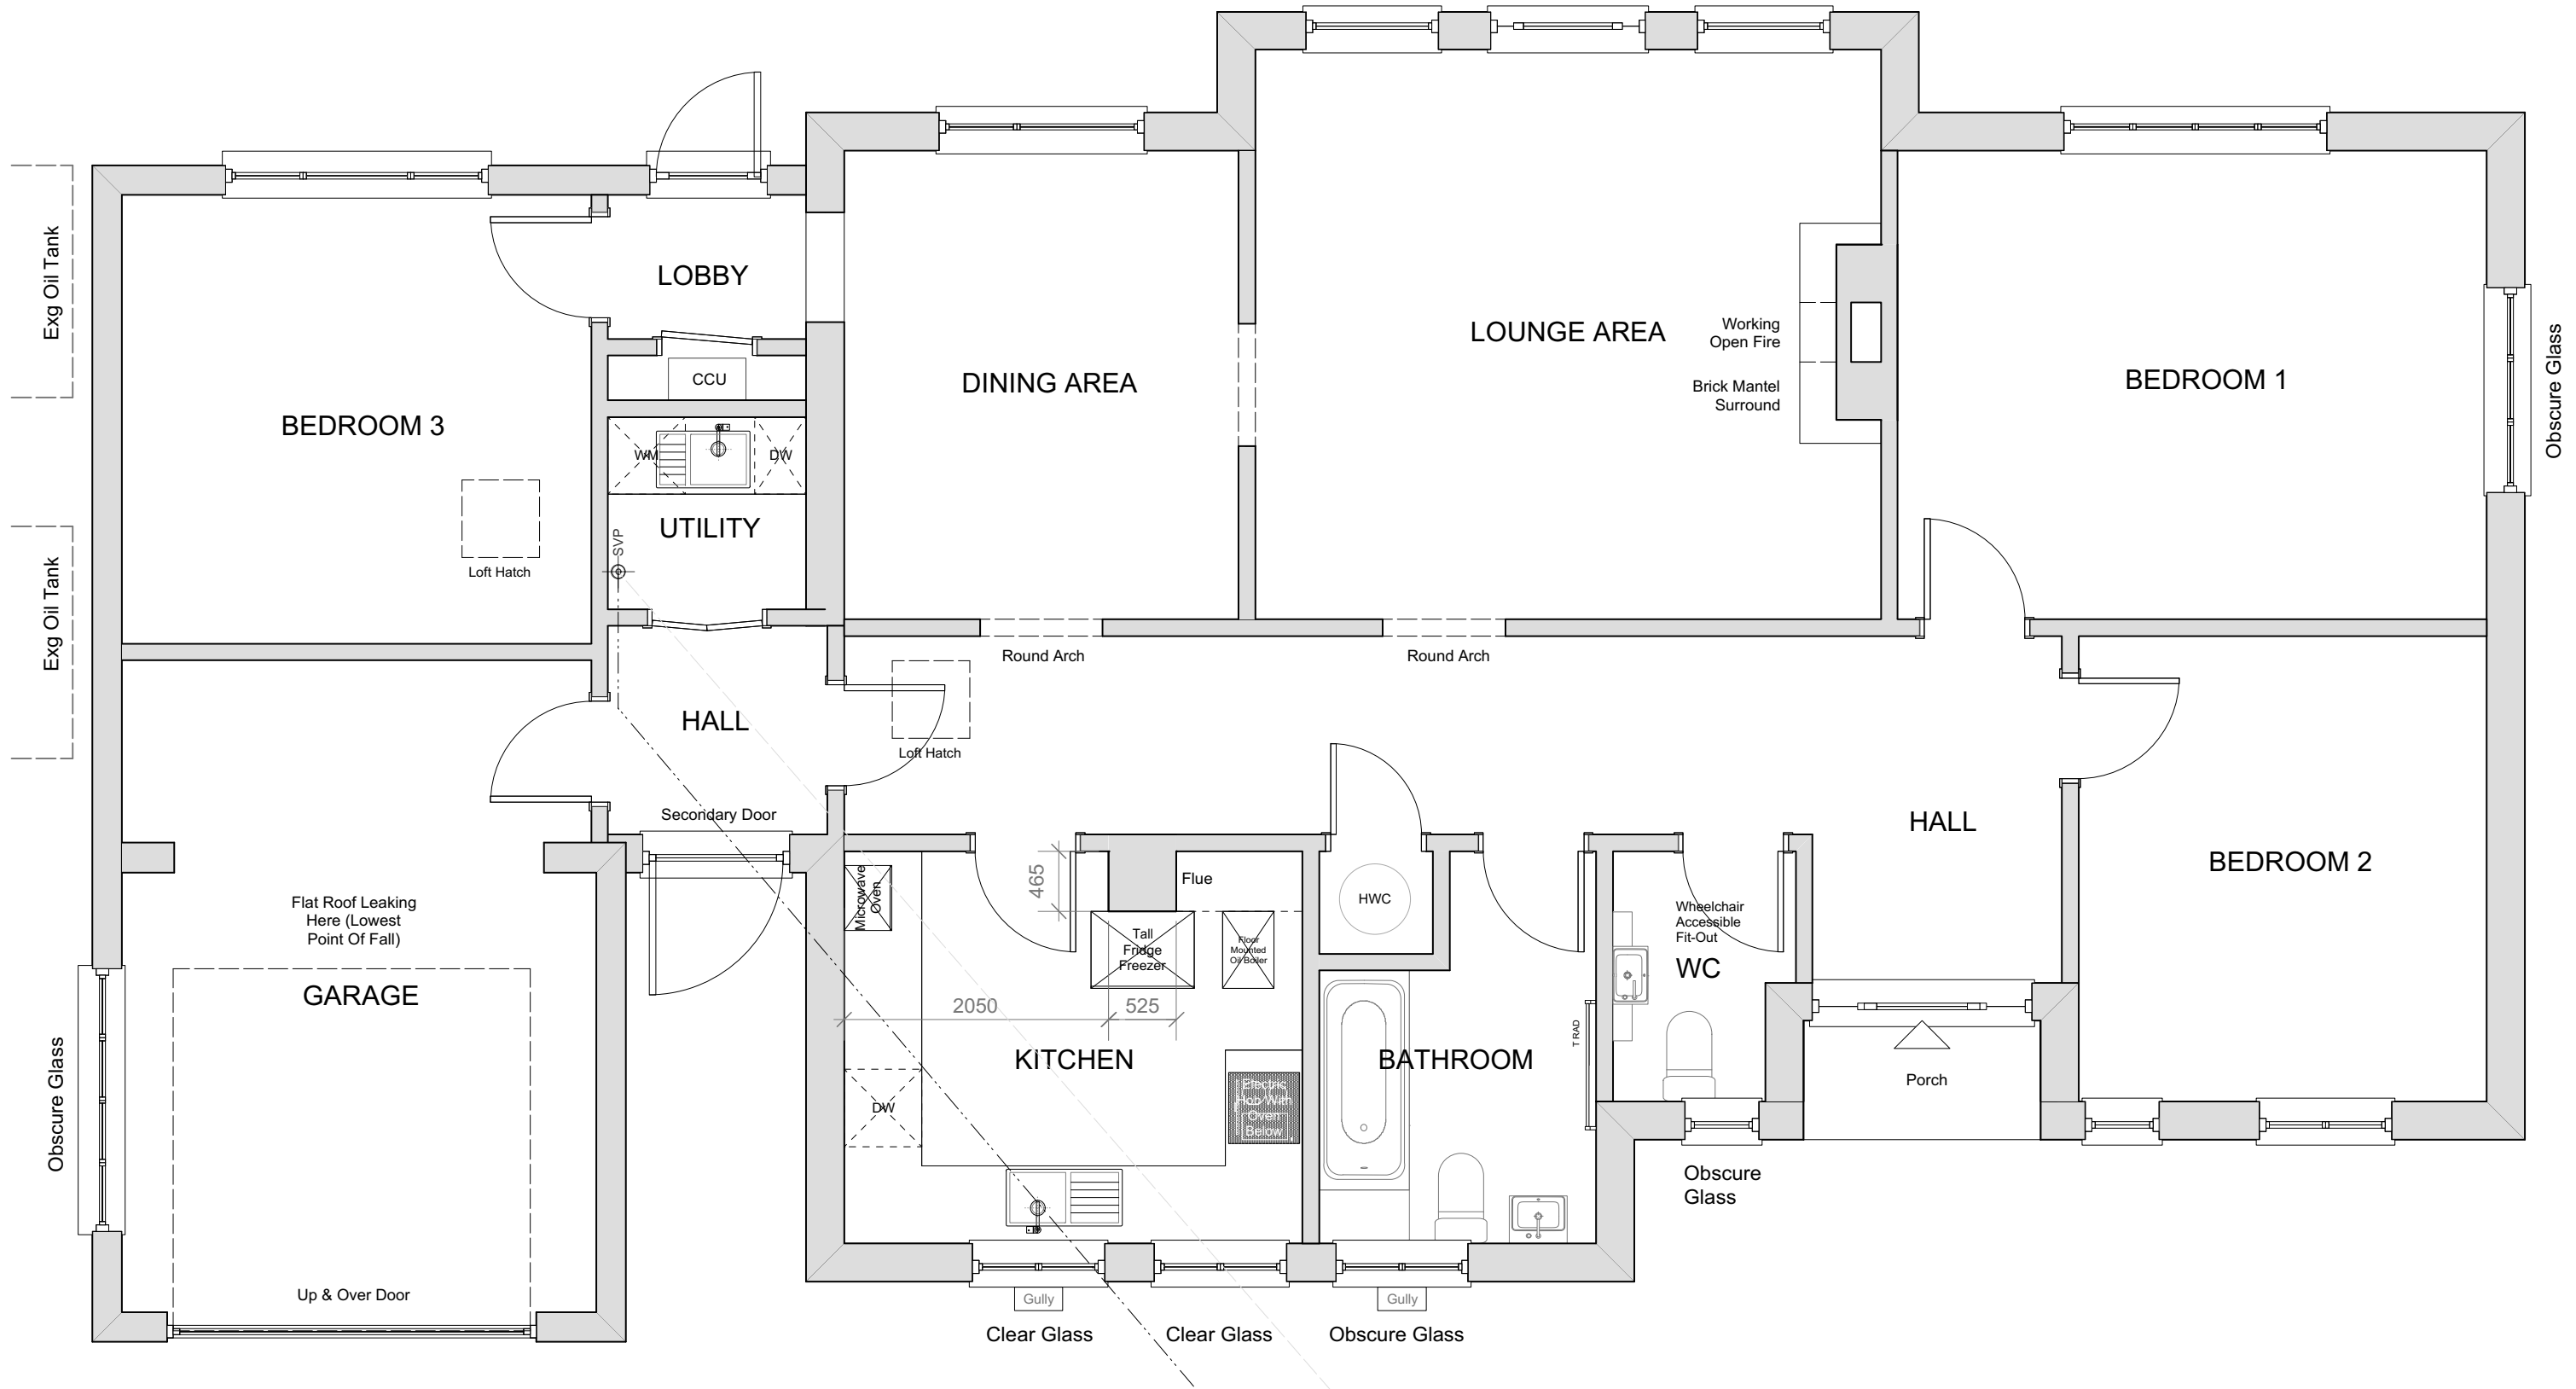 Exg Oil Tank
LOBBY
CCU
BEDROOM 3
Loft Hatch
WM
DW
UTILITY
SVP
DINING AREA
LOUNGE AREA
Working
Open Fire
Brick Mantel
Surround
BEDROOM 1
Obscure Glass
Exg Oil Tank
Round Arch
Round Arch
HALL
Loft Hatch
Secondary Door
HALL
BEDROOM 2
Flat Roof Leaking
Here (Lowest
Point Of Fall)
GARAGE
Obscure Glass
Up & Over Door
Microwave
Oven
465
Flue
Tall
Fridge
Freezer
Floor
Mounted
Oil Boiler
2050
525
KITCHEN
DW
Electric
Hob With
Oven
Below
HWC
BATHROOM
T RAD
Wheelchair
Accessible
Fit-Out
WC
Porch
Obscure
Glass
Gully
Gully
Clear Glass
Clear Glass
Obscure Glass